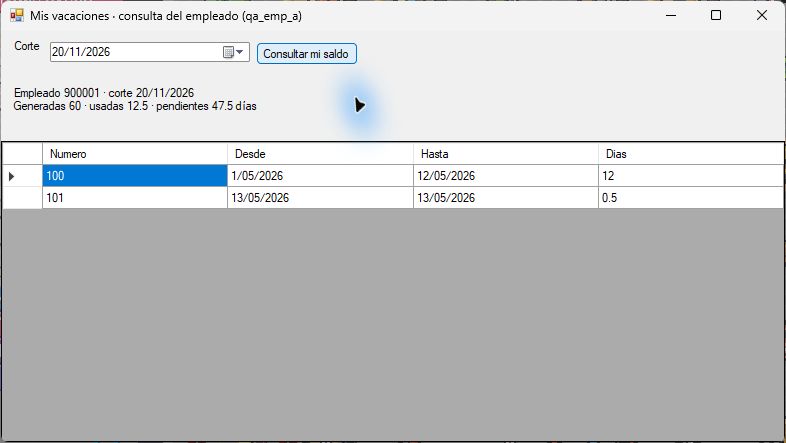 Mis vacaciones · consulta del empleado (qa_emp_a)
Corte 20/11/2026 Consultar mi saldo
Empleado 900001 · corte 20/11/2026
Generadas 60 · usadas 12.5 · pendientes 47.5 días
Numero Desde Hasta Dias
100 1/05/2026 12/05/2026 12
101 13/05/2026 13/05/2026 0.5